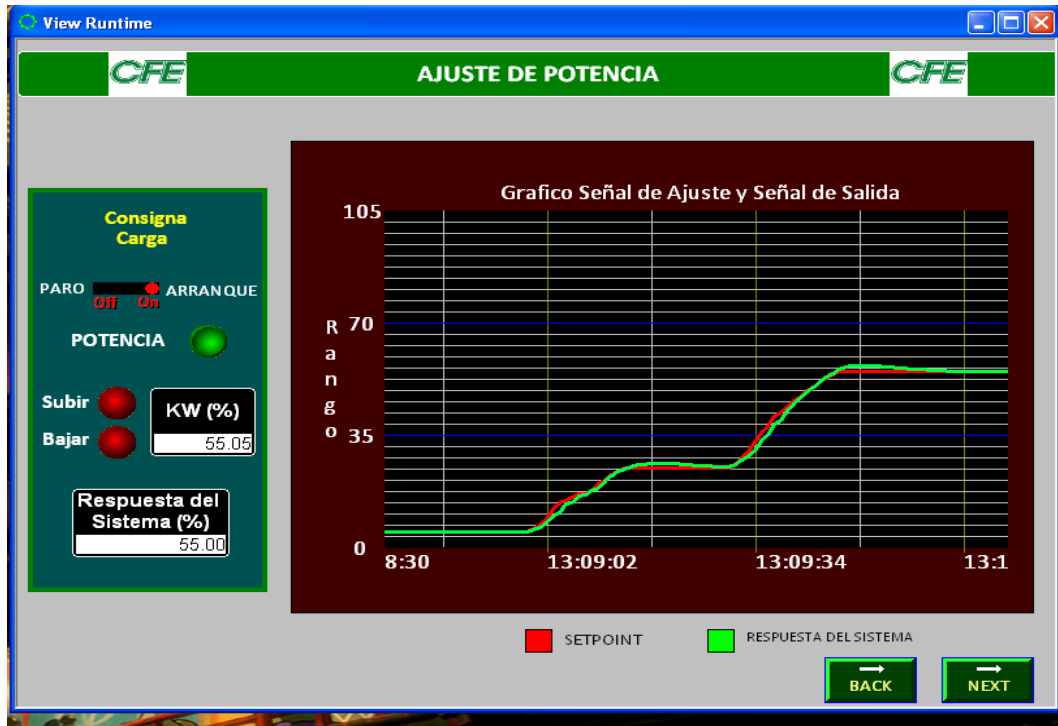 View Runtime
CFE
AJUSTE DE POTENCIA
CFE
Consigna
Carga
PARO
Off
On
ARRANQUE
POTENCIA
Subir
Bajar
KW (%)
55.05
Respuesta del
Sistema (%)
55.00
Grafico Señal de Ajuste y Señal de Salida
105
70
35
0
Rango
8:30
13:09:02
13:09:34
13:1
SETPOINT
RESPUESTA DEL SISTEMA
BACK
NEXT